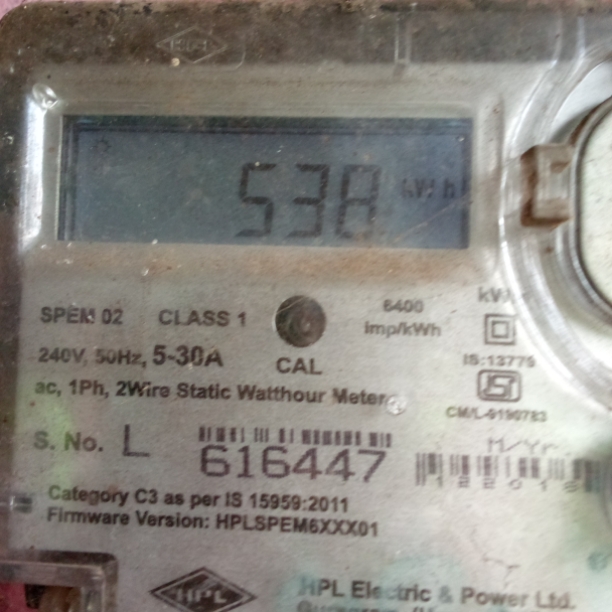 HPL
538 kWh
SPEM 02 CLASS 1
6400 imp/kWh
CAL
240V, 50Hz, 5-30A
ac, 1Ph, 2Wire Static Watthour Meter
IS:13779
CM/L-9190783
S. No. L 616447
M/Yr.
Category C3 as per IS 15959:2011
Firmware Version: HPLSPEM6XXX01
HPL HPL Electric & Power Ltd.